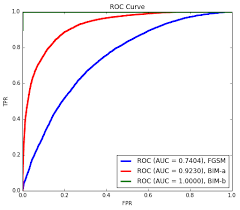 ROC Curve
1.0
0.8
0.6
TPR
0.4
0.2
ROC (AUC = 0.7404), FGSM
ROC (AUC = 0.9230), BIM-a
ROC (AUC = 1.0000), BIM-b
0.0
0.0 0.2 0.4 0.6 0.8 1.0
FPR